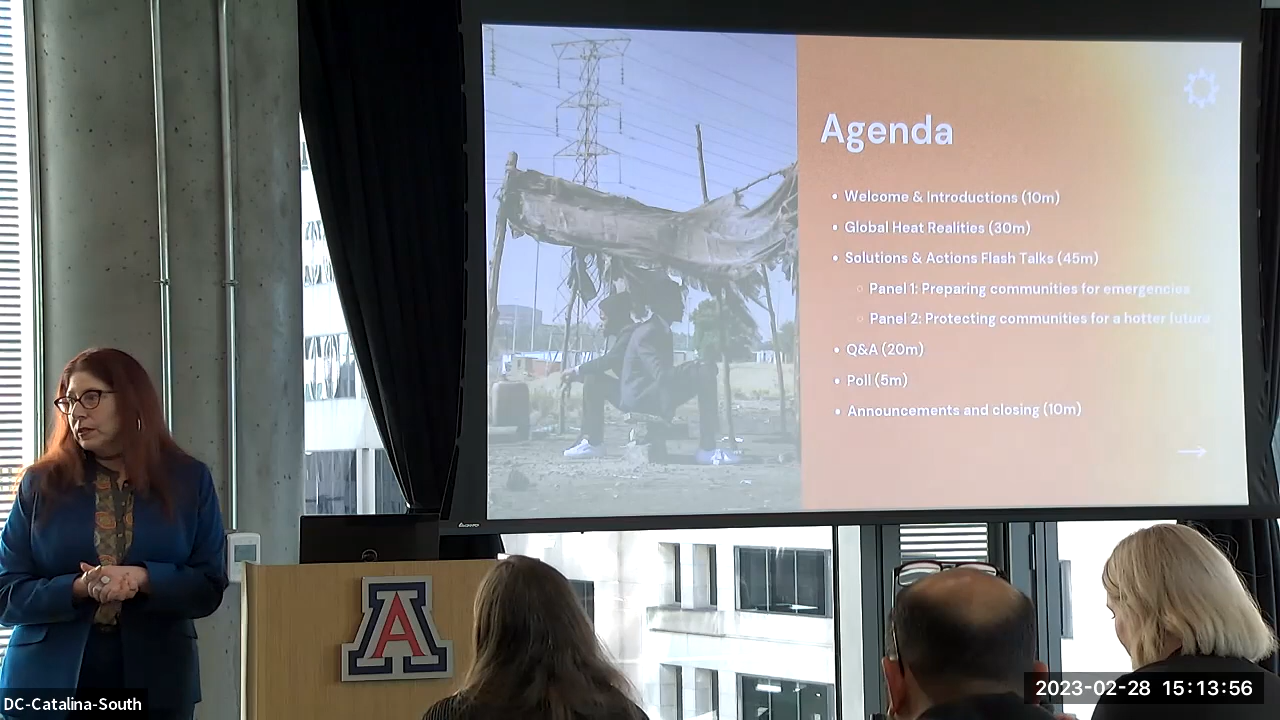 Agenda
• Welcome & Introductions (10m)
• Global Heat Realities (30m)
• Solutions & Actions Flash Talks (45m)
○ Panel 1: Preparing communities for emergencies
○ Panel 2: Protecting communities for a hotter future
• Q&A (20m)
• Poll (5m)
• Announcements and closing (10m)
A
DC-Catalina-South
2023-02-28 15:13:56